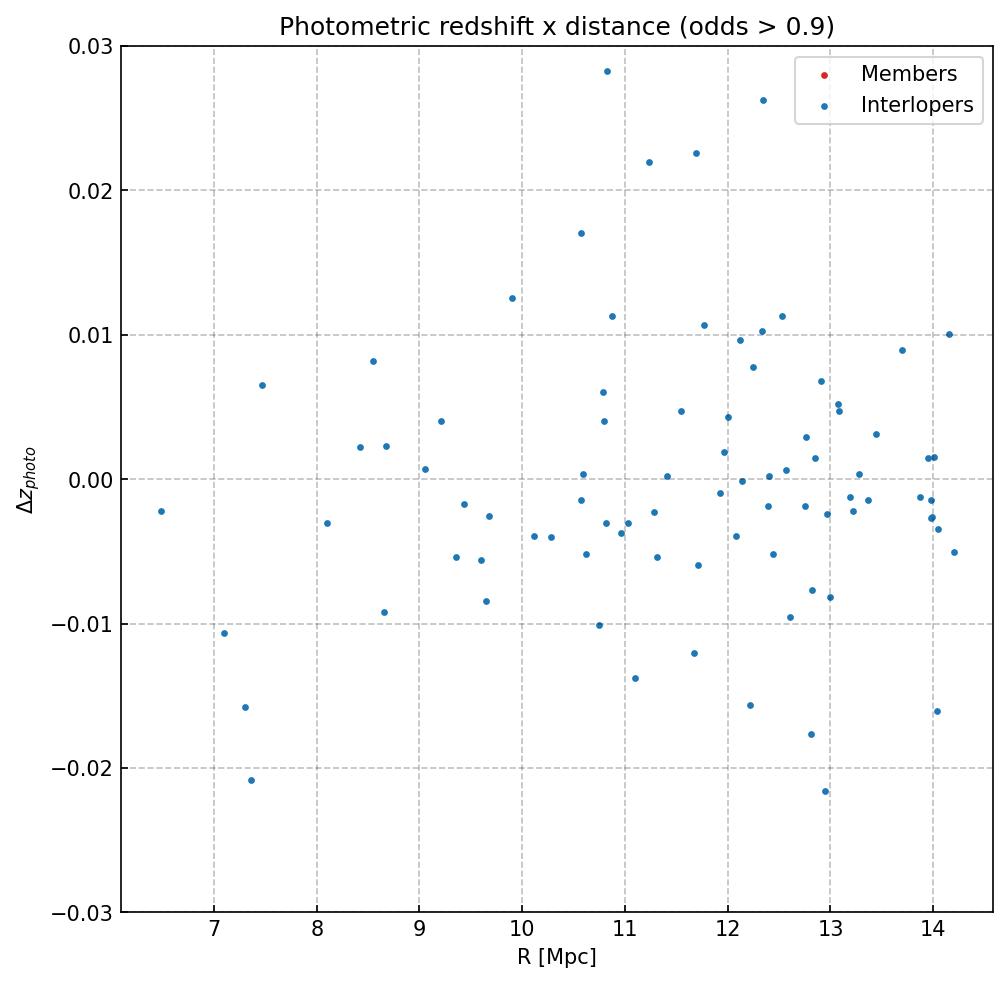 Photometric redshift x distance (odds > 0.9)
Members
Interlopers
0.03
0.02
0.01
0.00
−0.01
−0.02
−0.03
Δz_photo
7 8 9 10 11 12 13 14
R [Mpc]